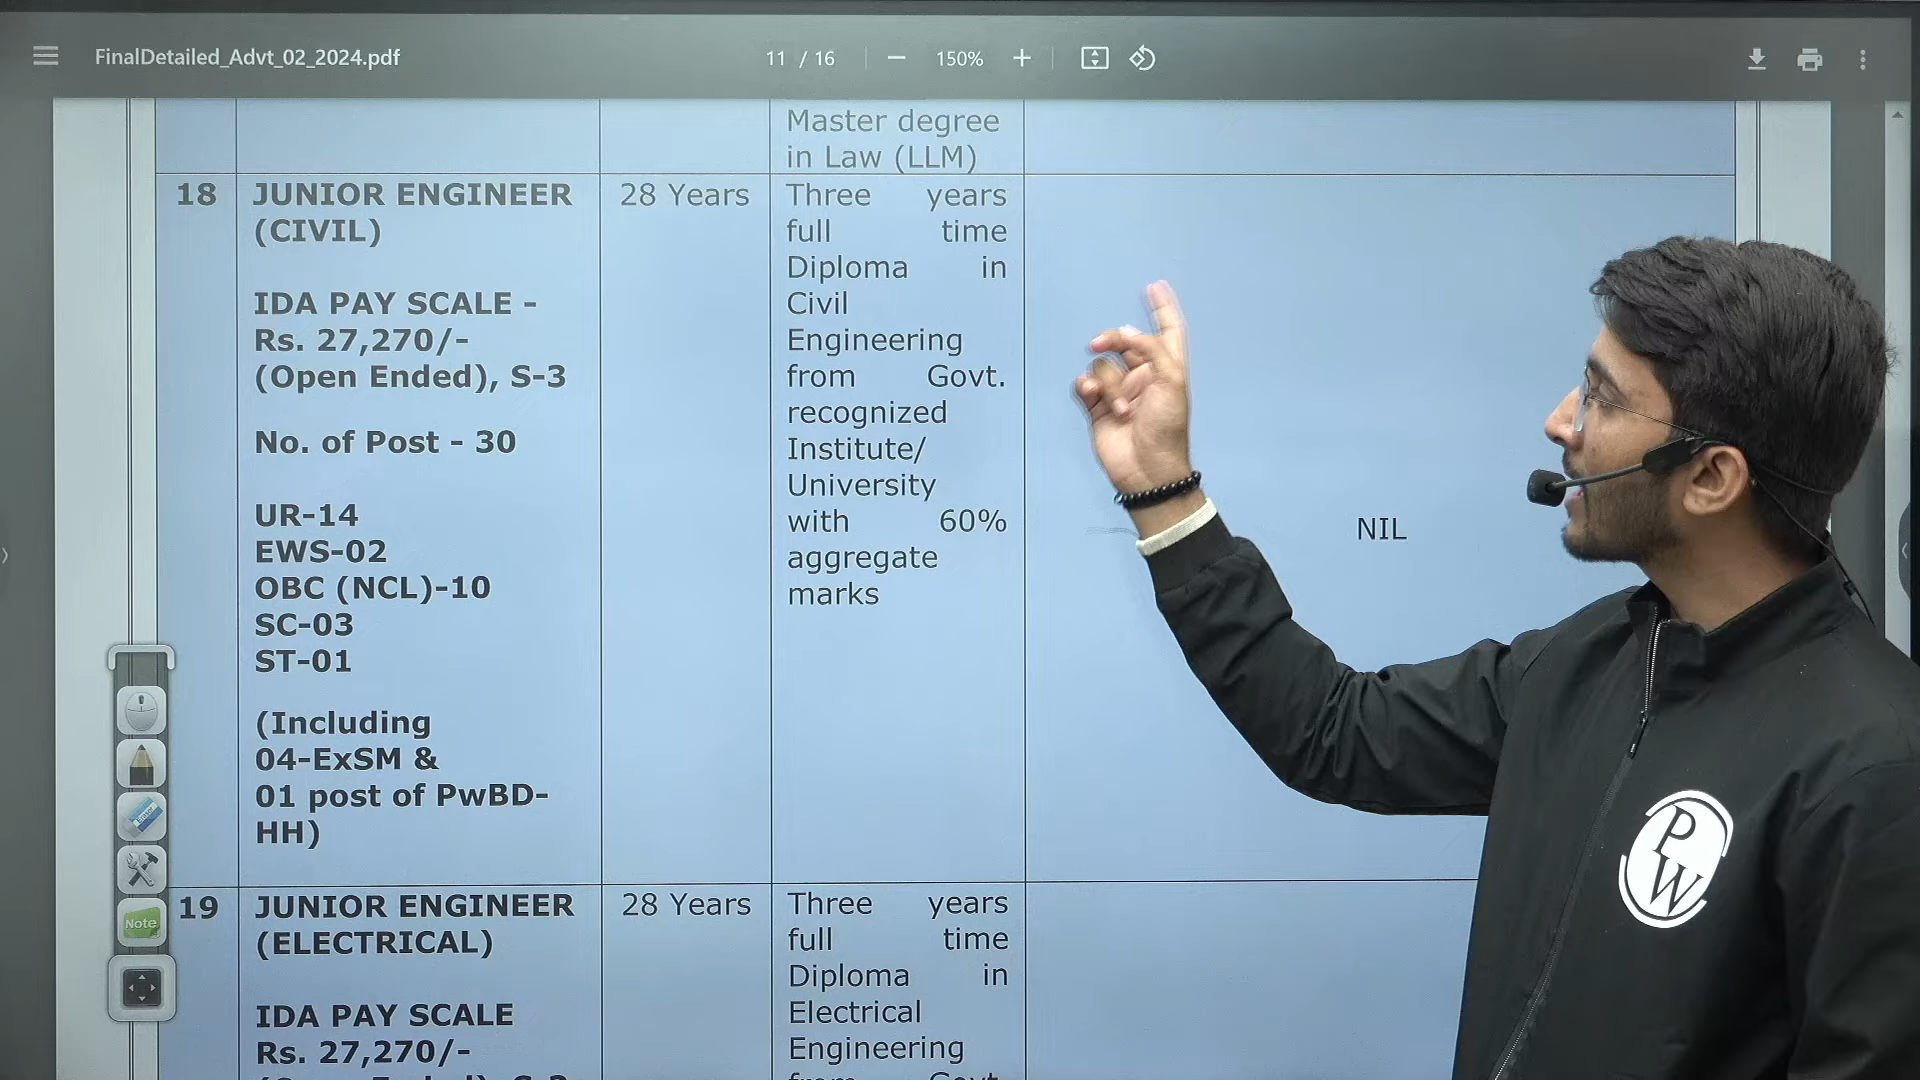 FinalDetailed_Advt_02_2024.pdf
11 / 16
150%
Master degree
in Law (LLM)
18
JUNIOR ENGINEER
(CIVIL)
IDA PAY SCALE -
Rs. 27,270/-
(Open Ended), S-3
No. of Post - 30
UR-14
EWS-02
OBC (NCL)-10
SC-03
ST-01
(Including
04-ExSM &
01 post of PwBD-
HH)
28 Years
Three years
full time
Diploma in
Civil
Engineering
from Govt.
recognized
Institute/
University
with 60%
aggregate
marks
NIL
19
JUNIOR ENGINEER
(ELECTRICAL)
IDA PAY SCALE
Rs. 27,270/-
28 Years
Three years
full time
Diploma in
Electrical
Engineering
from Govt.
Note
PW